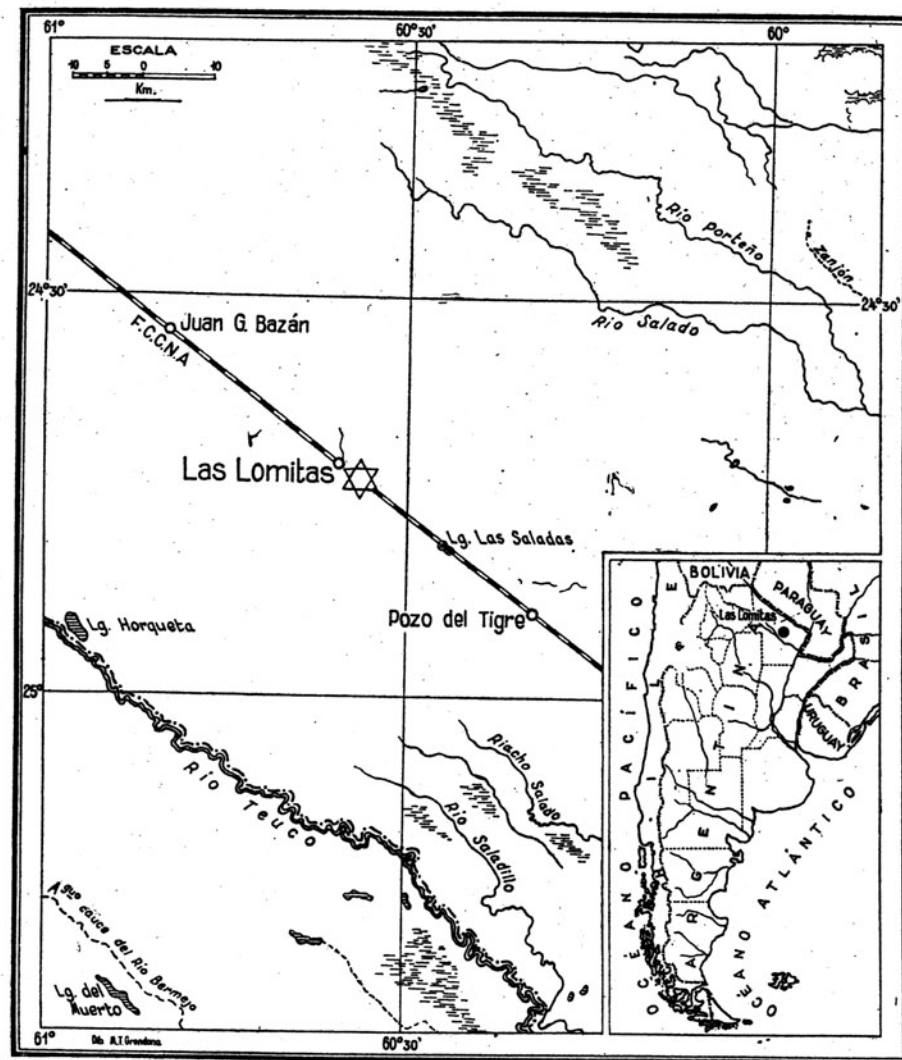 61°
60°30'
60°
ESCALA
10 5 0 10
Km.
Río Porteño
Zanjón
24°30'
24°30'
Río Salado
Juan G. Bazán
F.C.C.N.A
Las Lomitas
Lg. Las Saladas
Pozo del Tigre
Lg. Horqueta
25°
Río Teuco
Riacho Salado
Río Saladillo
Aguo cauce del Río Bermejo
Lg. del
Muerto
61°
60°30'
Dib. M.T. Grondona
BOLIVIA
PARAGUAY
Las Lomitas
BRASIL
URUGUAY
CHILE
ARGENTINA
OCÉANO PACÍFICO
OCÉANO ATLÁNTICO